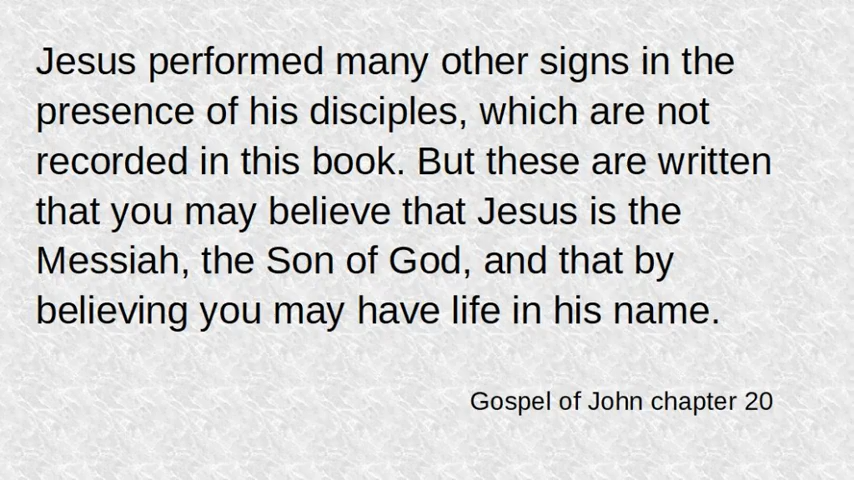 Jesus performed many other signs in the
presence of his disciples, which are not
recorded in this book. But these are written
that you may believe that Jesus is the
Messiah, the Son of God, and that by
believing you may have life in his name.
Gospel of John chapter 20